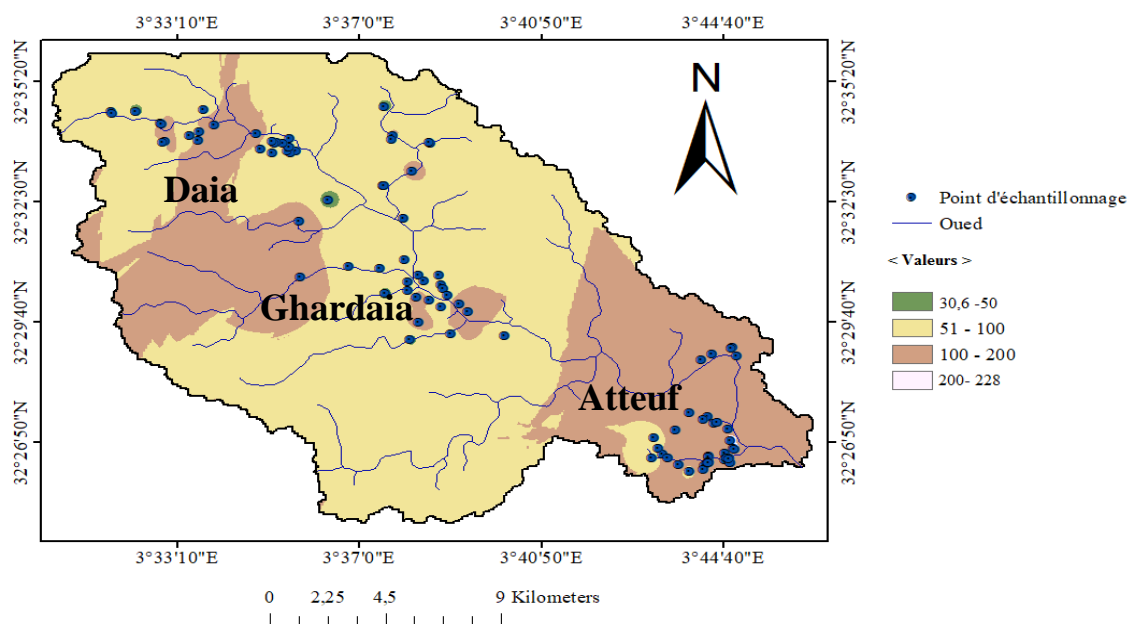 3°33'10"E 3°37'0"E 3°40'50"E 3°44'40"E
32°35'20"N 32°35'20"N
N
32°32'30"N 32°32'30"N
Daia
Point d'échantillonnage
Oued
< Valeurs >
30,6 -50
51 - 100
100 - 200
200- 228
Ghardaia
32°29'40"N 32°29'40"N
Atteuf
32°26'50"N 32°26'50"N
3°33'10"E 3°37'0"E 3°40'50"E 3°44'40"E
0 2,25 4,5 9 Kilometers